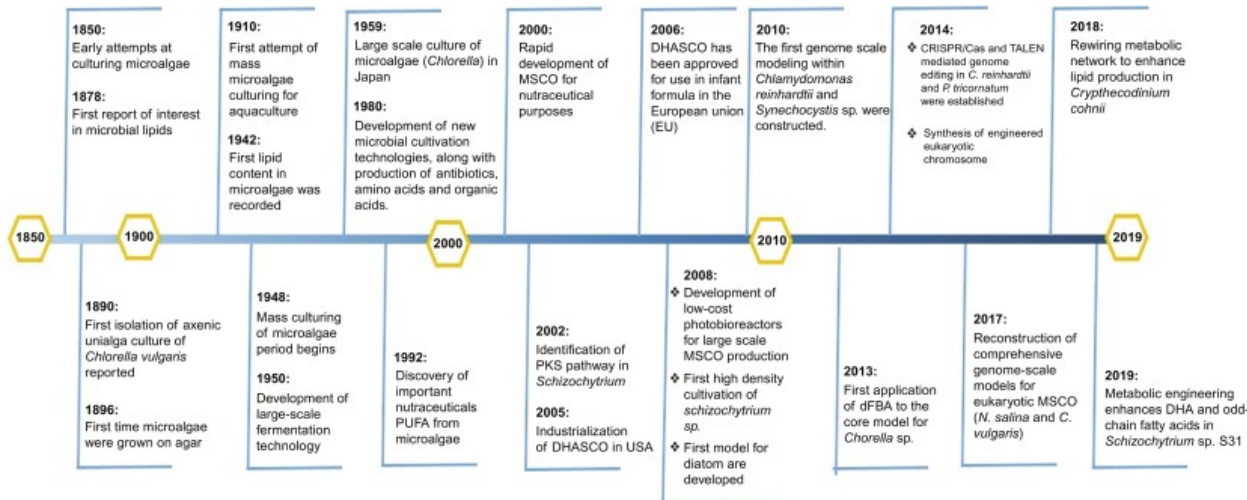 1850:
Early attempts at
culturing microalgae
1878:
First report of interest
in microbial lipids
1910:
First attempt of
mass
microalgae
culturing for
aquaculture
1942:
First lipid
content in
microalgae was
recorded
1959:
Large scale culture of
microalgae (Chlorella) in
Japan
1980:
Development of new
microbial cultivation
technologies, along with
production of antibiotics,
amino acids and organic
acids.
2000:
Rapid
development of
MSCO for
nutraceutical
purposes
2006:
DHASCO has
been approved
for use in infant
formula in the
European union
(EU)
2010:
The first genome scale
modeling within
Chlamydomonas
reinhardtii and
Synechocystis sp. were
constructed.
2014:
❖ CRISPR/Cas and TALEN
mediated genome
editing in C. reinhardtii
and P. tricornatum
were established
❖ Synthesis of engineered
eukaryotic
chromosome
2018:
Rewiring metabolic
network to enhance
lipid production in
Crypthecodinium
cohnii
1850
1900
2000
2010
2019
1890:
First isolation of axenic
unialga culture of
Chlorella vulgaris
reported
1896:
First time microalgae
were grown on agar
1948:
Mass culturing
of microalgae
period begins
1950:
Development of
large-scale
fermentation
technology
1992:
Discovery of
important
nutraceuticals
PUFA from
microalgae
2002:
Identification of
PKS pathway in
Schizochytrium
2005:
Industrialization
of DHASCO in USA
2008:
❖ Development of
low-cost
photobioreactors
for large scale
MSCO production
❖ First high density
cultivation of
schizochytrium
sp.
❖ First model for
diatom are
developed
2013:
First application
of dFBA to the
core model for
Chorella sp.
2017:
Reconstruction of
comprehensive
genome-scale
models for
eukaryotic MSCO
(N. salina and C.
vulgaris)
2019:
Metabolic engineering
enhances DHA and odd-
chain fatty acids in
Schizochytrium sp. S31